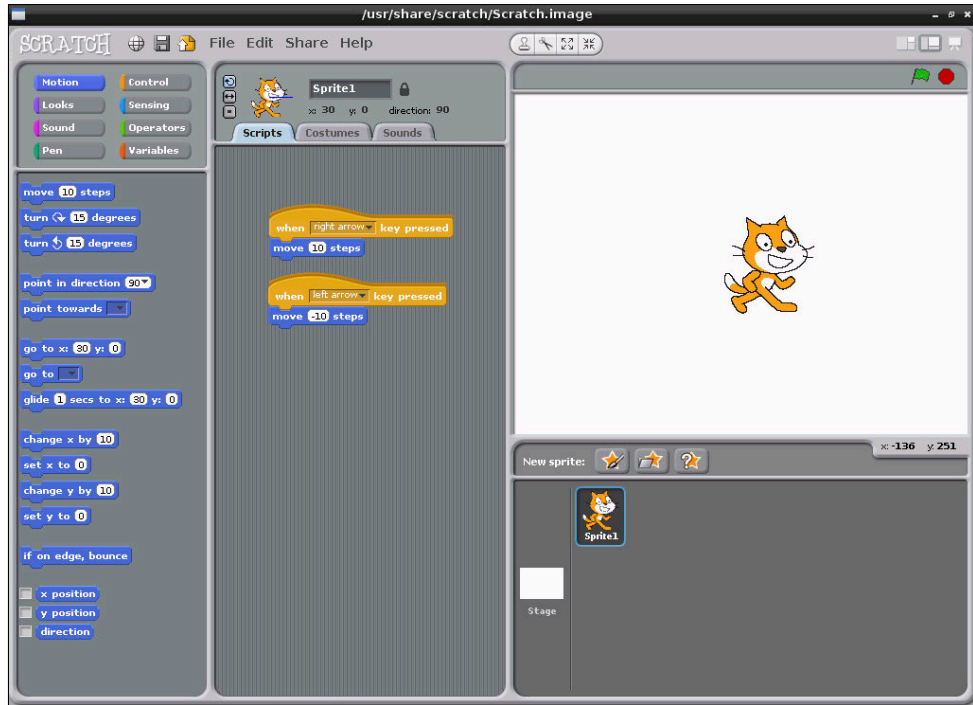 /usr/share/scratch/Scratch.image
SCRATCH File Edit Share Help
Motion Control
Looks Sensing
Sound Operators
Pen Variables
move 10 steps
turn 15 degrees
turn 15 degrees
point in direction 90
point towards
go to x: 30 y: 0
go to
glide 1 secs to x: 30 y: 0
change x by 10
set x to 0
change y by 10
set y to 0
if on edge, bounce
x position
y position
direction
Sprite1
x: 30 y: 0 direction: 90
Scripts Costumes Sounds
when right arrow key pressed
move 10 steps
when left arrow key pressed
move -10 steps
x: -136 y: 251
New sprite:
Sprite1
Stage